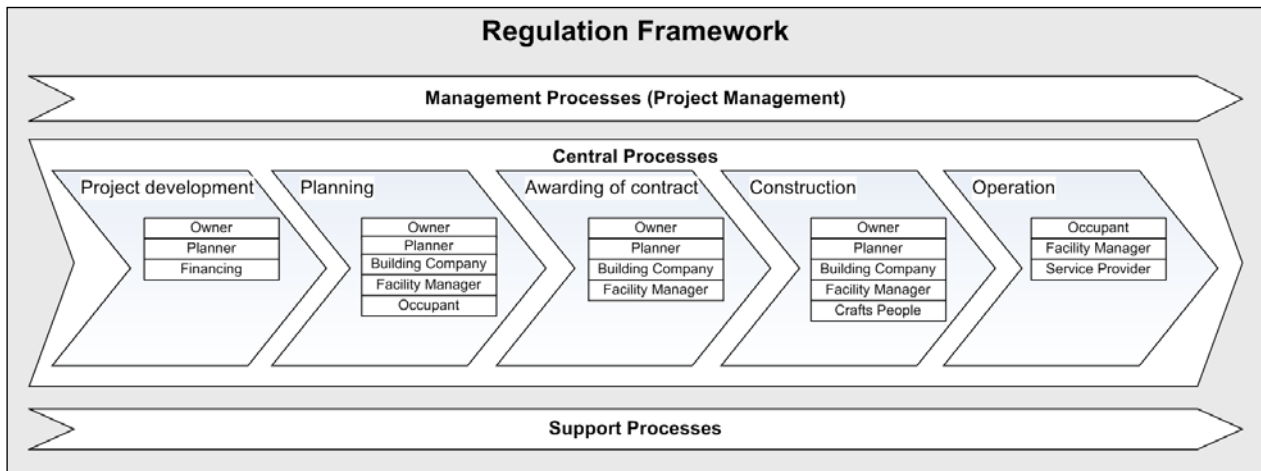 Regulation Framework
Management Processes (Project Management)
Central Processes
Project development
Owner
Planner
Financing
Planning
Owner
Planner
Building Company
Facility Manager
Occupant
Awarding of contract
Owner
Planner
Building Company
Facility Manager
Construction
Owner
Planner
Building Company
Facility Manager
Crafts People
Operation
Occupant
Facility Manager
Service Provider
Support Processes